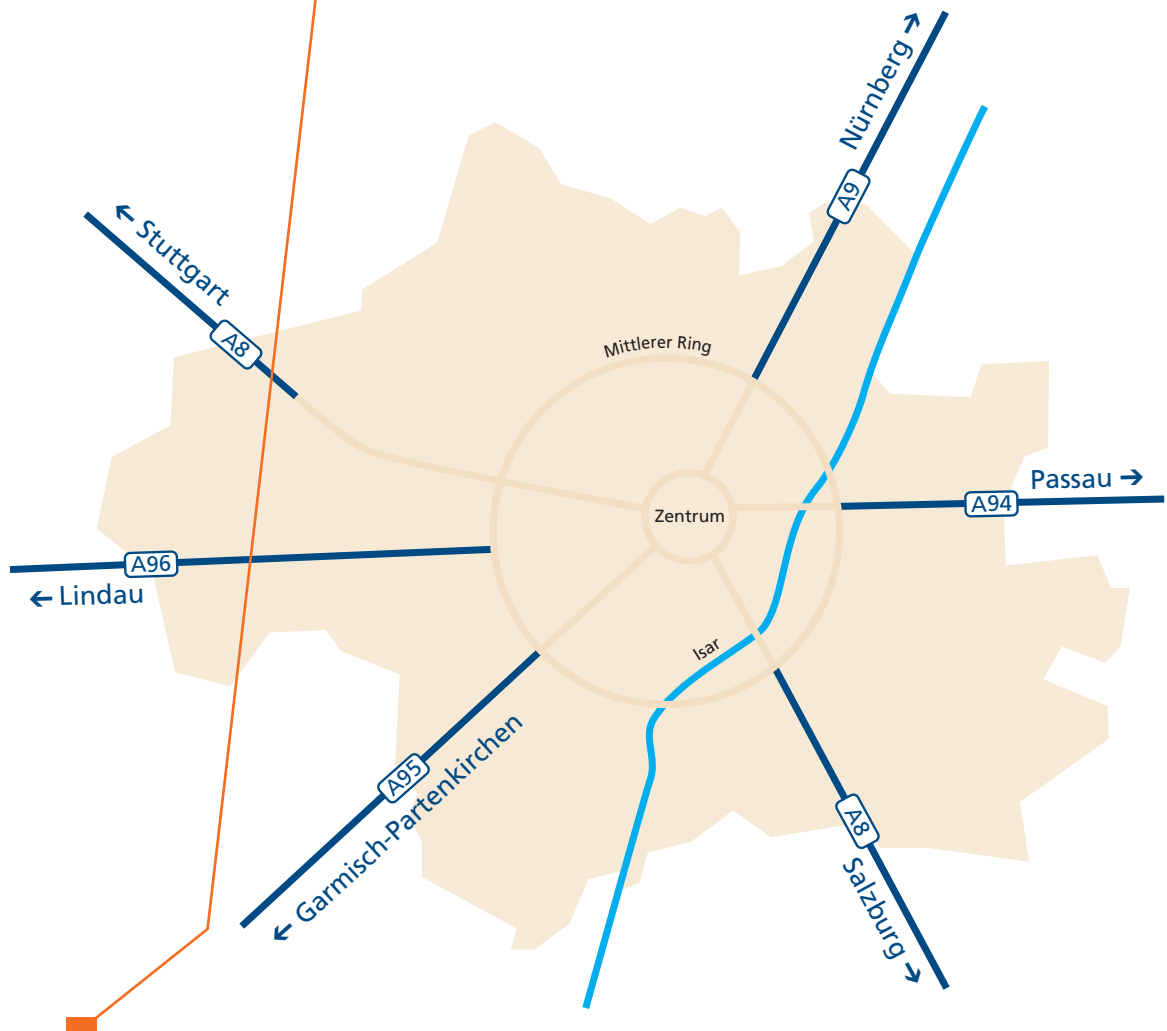 Nürnberg →
A9
← Stuttgart
A8
Mittlerer Ring
Passau →
A94
Zentrum
A96
← Lindau
Isar
A95
← Garmisch-Partenkirchen
A8
Salzburg →